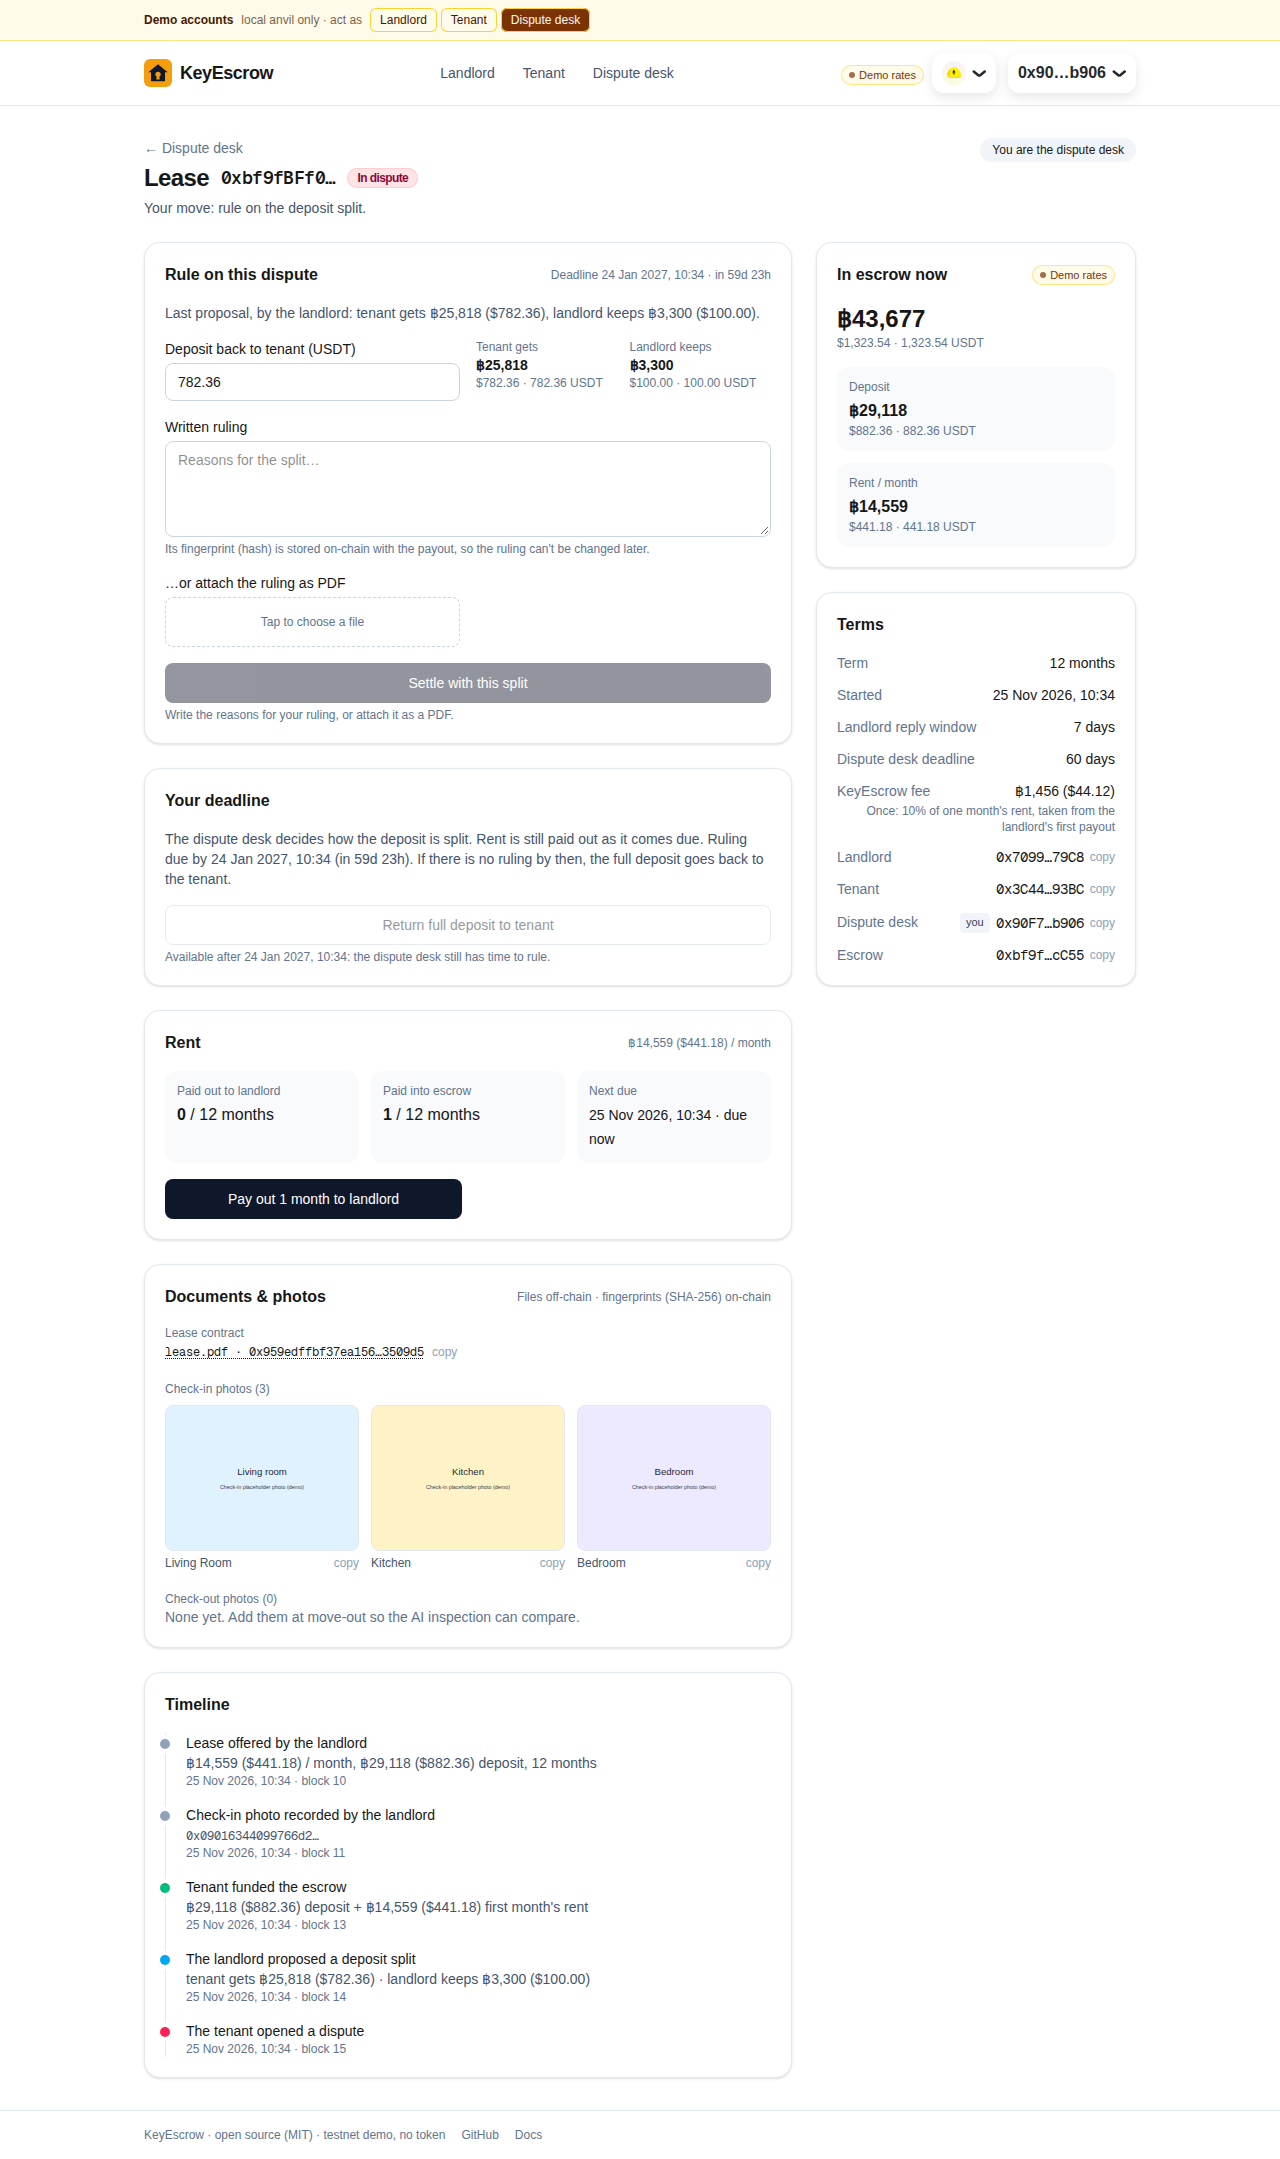 Demo accounts local anvil only · act as Landlord Tenant Dispute desk
KeyEscrow
Landlord Tenant Dispute desk
Demo rates
0x90…b906
← Dispute desk
You are the dispute desk
Lease 0xbf9fBFf0… In dispute
Your move: rule on the deposit split.
Rule on this dispute
Deadline 24 Jan 2027, 10:34 · in 59d 23h
Last proposal, by the landlord: tenant gets ฿25,818 ($782.36), landlord keeps ฿3,300 ($100.00).
Deposit back to tenant (USDT)
782.36
Tenant gets
฿25,818
$782.36 · 782.36 USDT
Landlord keeps
฿3,300
$100.00 · 100.00 USDT
Written ruling
Reasons for the split…
Its fingerprint (hash) is stored on-chain with the payout, so the ruling can't be changed later.
…or attach the ruling as PDF
Tap to choose a file
Settle with this split
Write the reasons for your ruling, or attach it as a PDF.
In escrow now
Demo rates
฿43,677
$1,323.54 · 1,323.54 USDT
Deposit
฿29,118
$882.36 · 882.36 USDT
Rent / month
฿14,559
$441.18 · 441.18 USDT
Terms
Term 12 months
Started 25 Nov 2026, 10:34
Landlord reply window 7 days
Dispute desk deadline 60 days
KeyEscrow fee ฿1,456 ($44.12)
Once: 10% of one month's rent, taken from the
landlord's first payout
Landlord 0x7099…79C8 copy
Tenant 0x3C44…93BC copy
Dispute desk you 0x90F7…b906 copy
Escrow 0xbf9f…cC55 copy
Your deadline
The dispute desk decides how the deposit is split. Rent is still paid out as it comes due. Ruling
due by 24 Jan 2027, 10:34 (in 59d 23h). If there is no ruling by then, the full deposit goes back to
the tenant.
Return full deposit to tenant
Available after 24 Jan 2027, 10:34: the dispute desk still has time to rule.
Rent
฿14,559 ($441.18) / month
Paid out to landlord
0 / 12 months
Paid into escrow
1 / 12 months
Next due
25 Nov 2026, 10:34 · due
now
Pay out 1 month to landlord
Documents & photos
Files off-chain · fingerprints (SHA-256) on-chain
Lease contract
lease.pdf · 0x959edffbf37ea156…3509d5 copy
Check-in photos (3)
Living room
Check-in placeholder photo (demo)
Kitchen
Check-in placeholder photo (demo)
Bedroom
Check-in placeholder photo (demo)
Living Room copy
Kitchen copy
Bedroom copy
Check-out photos (0)
None yet. Add them at move-out so the AI inspection can compare.
Timeline
Lease offered by the landlord
฿14,559 ($441.18) / month, ฿29,118 ($882.36) deposit, 12 months
25 Nov 2026, 10:34 · block 10
Check-in photo recorded by the landlord
0x09016344099766d2…
25 Nov 2026, 10:34 · block 11
Tenant funded the escrow
฿29,118 ($882.36) deposit + ฿14,559 ($441.18) first month's rent
25 Nov 2026, 10:34 · block 13
The landlord proposed a deposit split
tenant gets ฿25,818 ($782.36) · landlord keeps ฿3,300 ($100.00)
25 Nov 2026, 10:34 · block 14
The tenant opened a dispute
25 Nov 2026, 10:34 · block 15
KeyEscrow · open source (MIT) · testnet demo, no token GitHub Docs